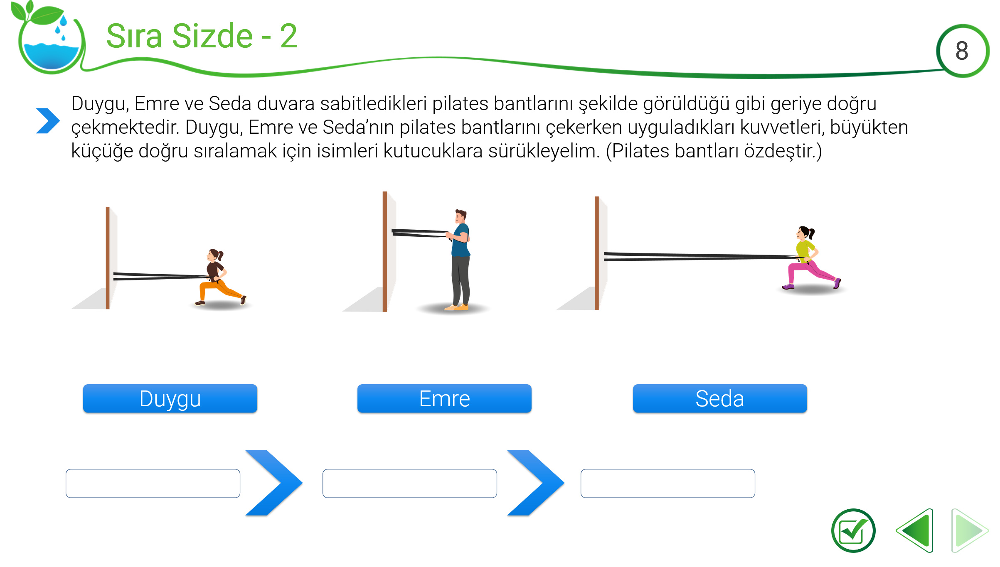 Sıra Sizde - 2
8
Duygu, Emre ve Seda duvara sabitledikleri pilates bantlarını şekilde görüldüğü gibi geriye doğru
çekmektedir. Duygu, Emre ve Seda’nın pilates bantlarını çekerken uyguladıkları kuvvetleri, büyükten
küçüğe doğru sıralamak için isimleri kutucuklara sürükleyelim. (Pilates bantları özdeştir.)
Duygu
Emre
Seda